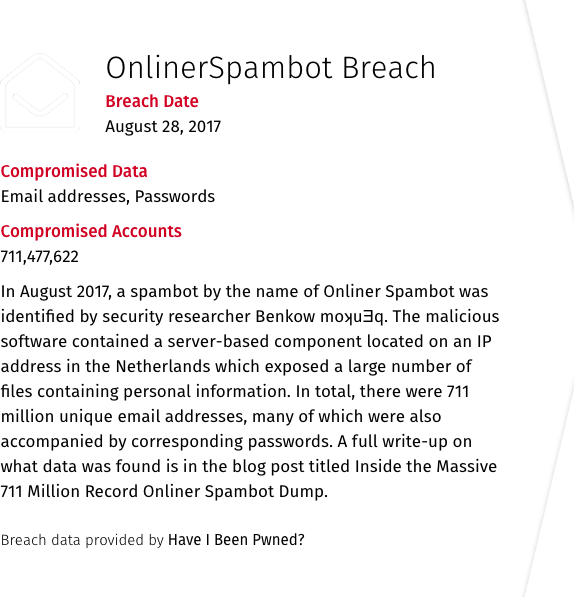 OnlinerSpambot Breach
Breach Date
August 28, 2017
Compromised Data
Email addresses, Passwords
Compromised Accounts
711,477,622
In August 2017, a spambot by the name of Onliner Spambot was
identified by security researcher Benkow moʞuƎq. The malicious
software contained a server-based component located on an IP
address in the Netherlands which exposed a large number of
files containing personal information. In total, there were 711
million unique email addresses, many of which were also
accompanied by corresponding passwords. A full write-up on
what data was found is in the blog post titled Inside the Massive
711 Million Record Onliner Spambot Dump.
Breach data provided by Have I Been Pwned?